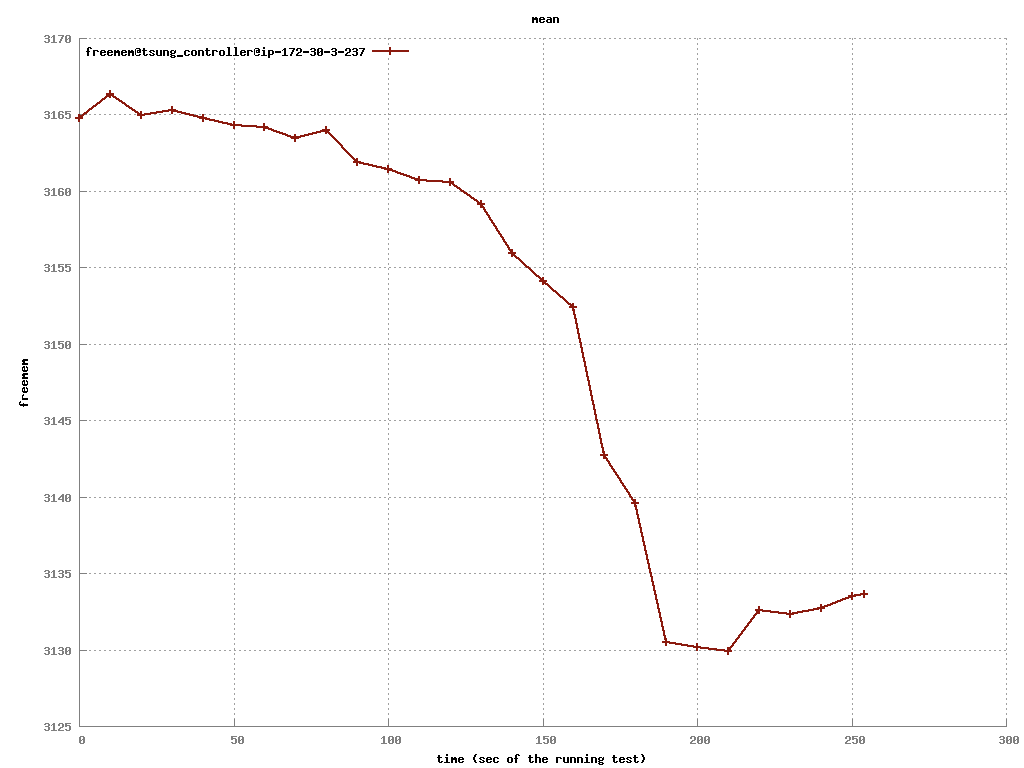 mean
freemem@tsung_controller@ip-172-30-3-237
3170
3165
3160
3155
3150
3145
3140
3135
3130
3125
freemem
0 50 100 150 200 250 300
time (sec of the running test)